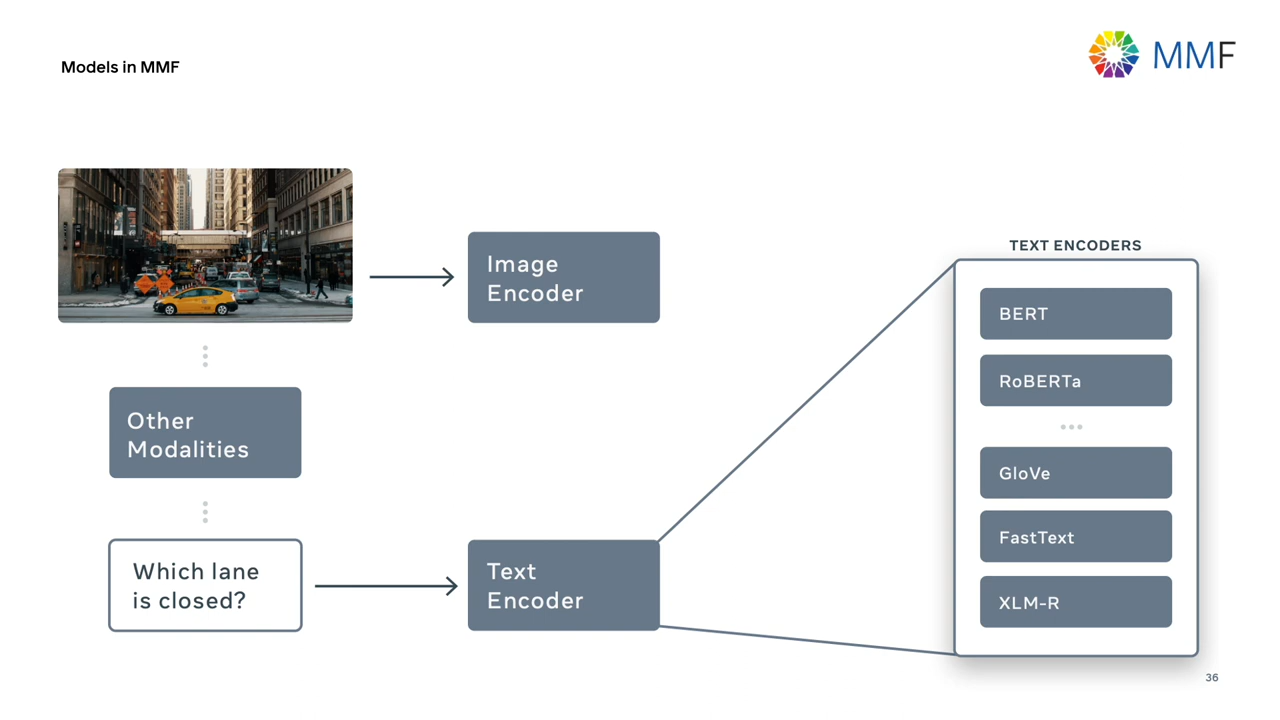 Models in MMF
MMF
Image
Encoder
Other
Modalities
Which lane
is closed?
Text
Encoder
TEXT ENCODERS
BERT
RoBERTa
GloVe
FastText
XLM-R
36